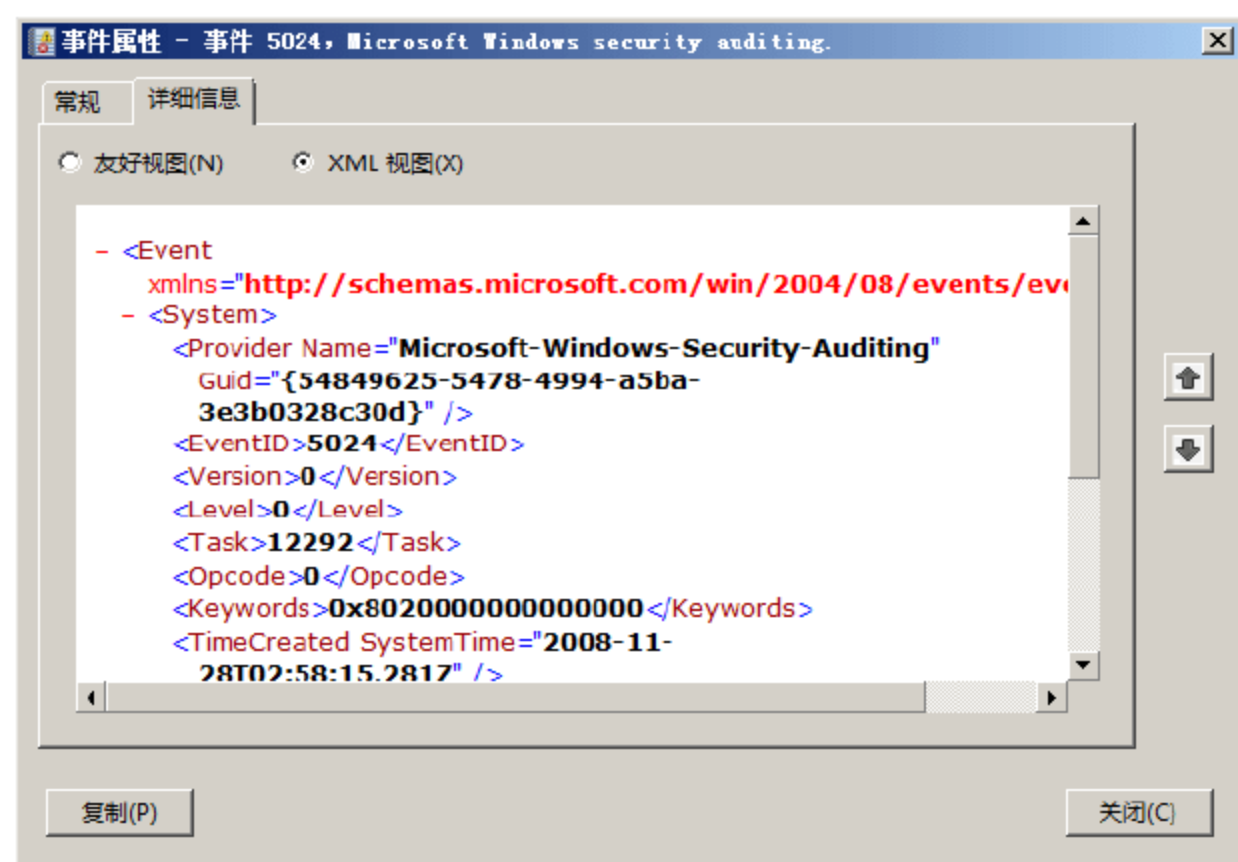 事件属性 - 事件 5024，Microsoft Windows security auditing.
常规 详细信息
友好视图(N) XML 视图(X)
- <Event
xmlns="http://schemas.microsoft.com/win/2004/08/events/eve
- <System>
<Provider Name="Microsoft-Windows-Security-Auditing"
Guid="{54849625-5478-4994-a5ba-
3e3b0328c30d}" />
<EventID>5024</EventID>
<Version>0</Version>
<Level>0</Level>
<Task>12292</Task>
<Opcode>0</Opcode>
<Keywords>0x8020000000000000</Keywords>
<TimeCreated SystemTime="2008-11-
28T02:58:15.281Z" />
复制(P) 关闭(C)